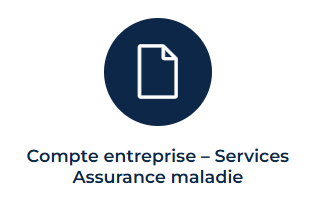 Compte entreprise – Services
Assurance maladie